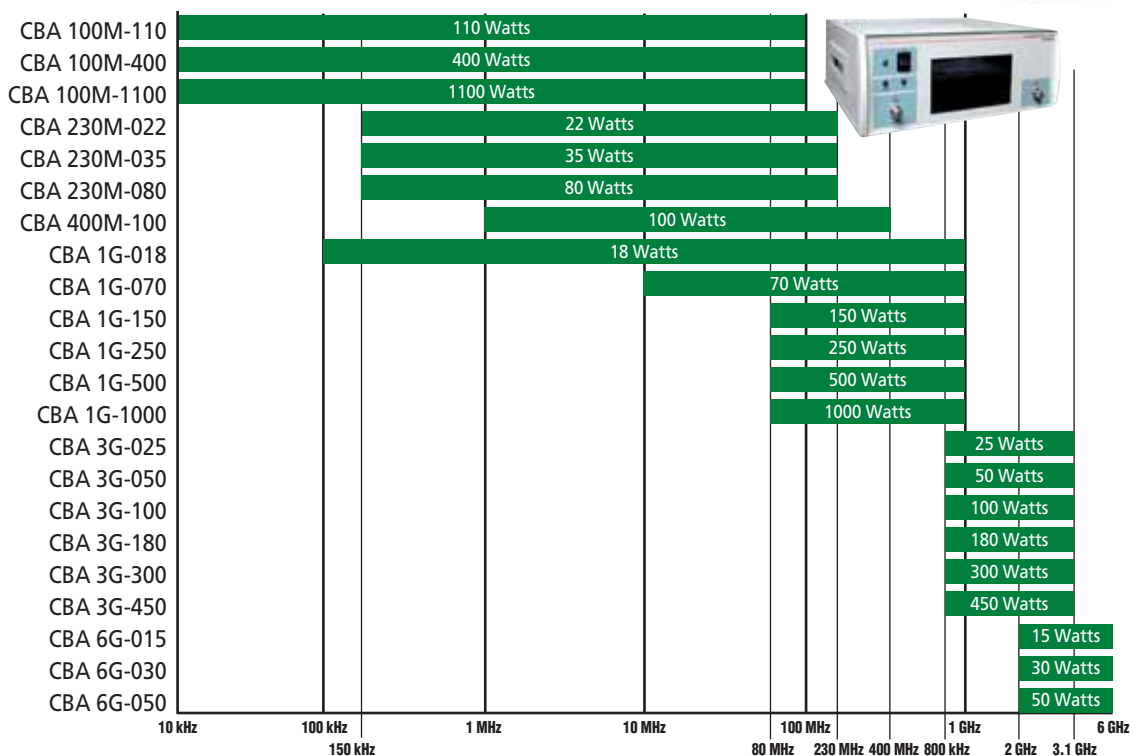 CBA 100M-110 110 Watts
CBA 100M-400 400 Watts
CBA 100M-1100 1100 Watts
CBA 230M-022 22 Watts
CBA 230M-035 35 Watts
CBA 230M-080 80 Watts
CBA 400M-100 100 Watts
CBA 1G-018 18 Watts
CBA 1G-070 70 Watts
CBA 1G-150 150 Watts
CBA 1G-250 250 Watts
CBA 1G-500 500 Watts
CBA 1G-1000 1000 Watts
CBA 3G-025 25 Watts
CBA 3G-050 50 Watts
CBA 3G-100 100 Watts
CBA 3G-180 180 Watts
CBA 3G-300 300 Watts
CBA 3G-450 450 Watts
CBA 6G-015 15 Watts
CBA 6G-030 30 Watts
CBA 6G-050 50 Watts
10 kHz 100 kHz 1 MHz 10 MHz 100 MHz 1 GHz 6 GHz
150 kHz 80 MHz 230 MHz 400 MHz 800 kHz 2 GHz 3.1 GHz